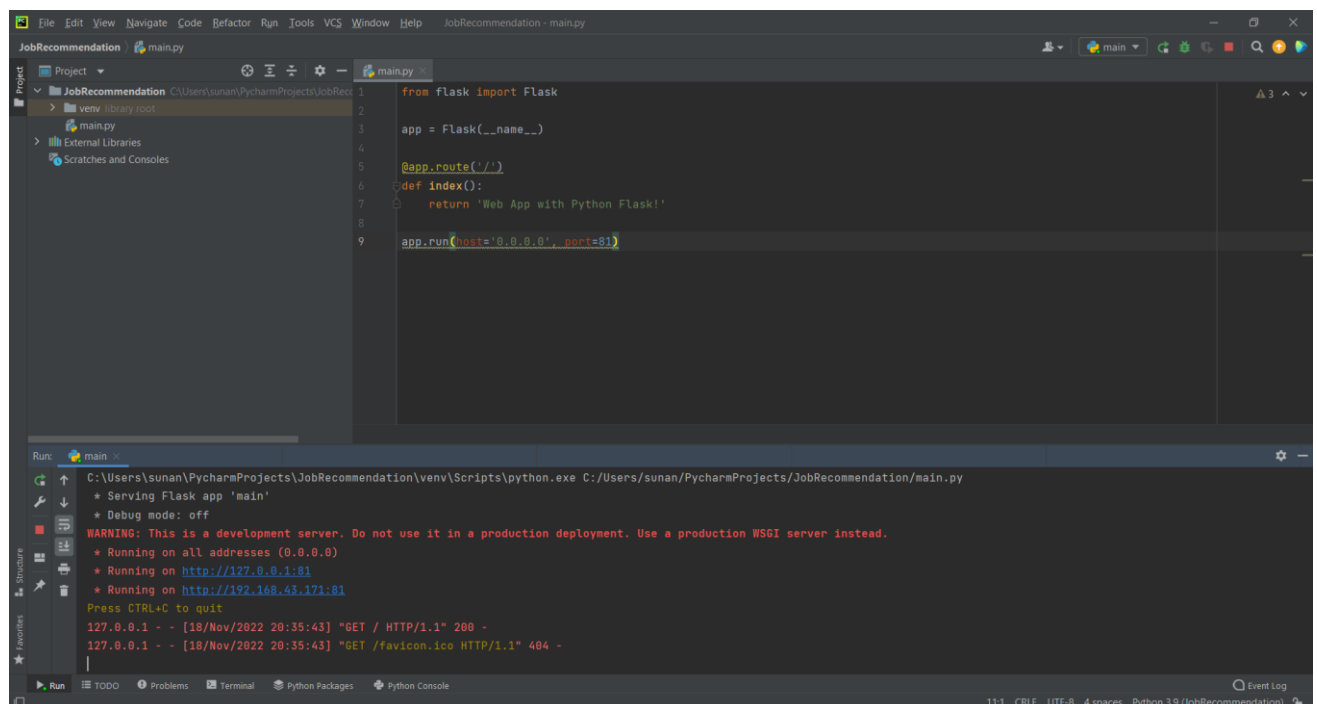 File Edit View Navigate Code Refactor Run Tools VCS Window Help JobRecommendation - main.py
JobRecommendation main.py
main
Project
main.py
JobRecommendation C:\Users\sunan\PycharmProjects\JobReco
venv library root
main.py
External Libraries
Scratches and Consoles
Project
1 from flask import Flask
2
3 app = Flask(__name__)
4
5 @app.route('/')
6 def index():
7 return 'Web App with Python Flask!'
8
9 app.run(host='0.0.0.0', port=81)
3
Run: main
C:\Users\sunan\PycharmProjects\JobRecommendation\venv\Scripts\python.exe C:/Users/sunan/PycharmProjects/JobRecommendation/main.py
* Serving Flask app 'main'
* Debug mode: off
WARNING: This is a development server. Do not use it in a production deployment. Use a production WSGI server instead.
* Running on all addresses (0.0.0.0)
* Running on http://127.0.0.1:81
* Running on http://192.168.43.171:81
Press CTRL+C to quit
127.0.0.1 - - [18/Nov/2022 20:35:43] "GET / HTTP/1.1" 200 -
127.0.0.1 - - [18/Nov/2022 20:35:43] "GET /favicon.ico HTTP/1.1" 404 -
Structure
Favorites
Run TODO Problems Terminal Python Packages Python Console Event Log
11:1 CRLF UTF-8 4 spaces Python 3.9 (JobRecommendation)